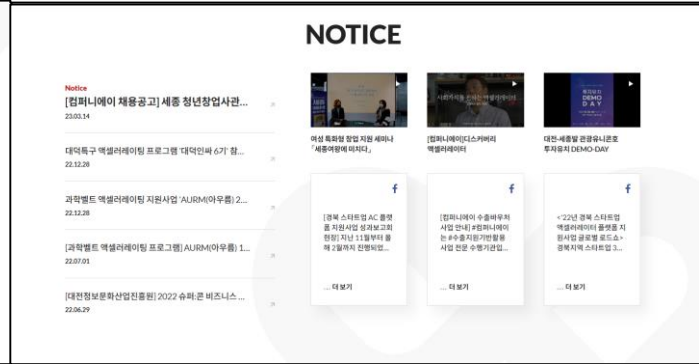 NOTICE
Notice
[컴퍼니에이 채용공고] 세종 청년창업사관...
23.03.14
대덕특구 액셀러레이팅 프로그램 '대덕인싸 6기' 참...
22.12.28
과학벨트 액셀러레이팅 지원사업 'AURM(아우름) 2...
22.12.28
[과학벨트 액셀러레이팅 프로그램] AURM(아우름) 1...
22.07.01
[대전정보문화산업진흥원] 2022 슈퍼:콘 비즈니스 ...
22.06.29
투자유치
DEMO
DAY
여성 특화형 창업 지원 세미나
「세종여왕에 미치다」
[컴퍼니에이]디스커버리
액셀러레이터
대전-세종발 관광유니콘호
투자유치 DEMO-DAY
f
[경북 스타트업 AC 플랫
폼 지원사업 성과보고회
현장] 지난 11월부터 올
해 2월까지 진행되었...
... 더 보기
f
[컴퍼니에이 수출바우처
사업 안내] #컴퍼니에이
는 #수출지원기반활용
사업 전문 수행기관입...
... 더 보기
f
<'22년 경북 스타트업
액셀러레이터 플랫폼 지
원사업 글로벌 로드쇼>
경북지역 스타트업 3...
... 더 보기